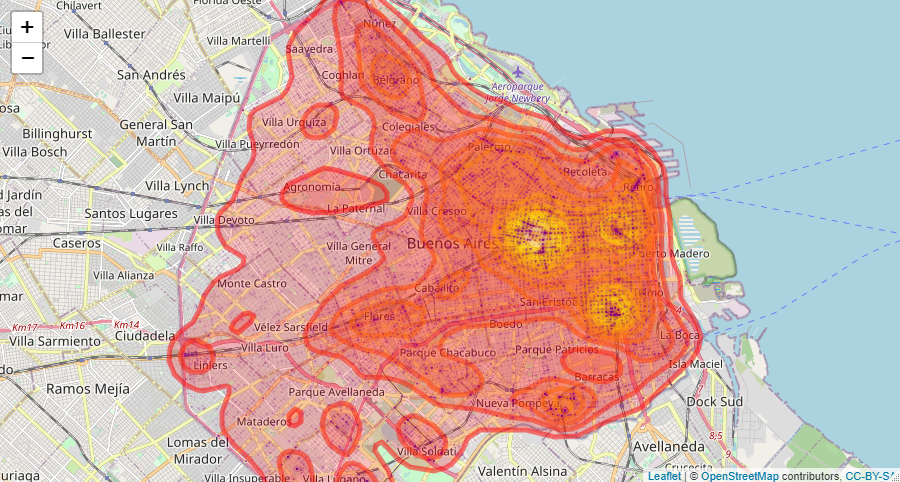 Chilavert
Florida Oeste
Núñez
Villa Ballester
Villa Martelli
Saavedra
+
−
San Andrés
Coghlan
Belgrano
Aeroparque
Jorge Newbery
Villa Maipú
General San
Martín
Villa Urquiza
Colegiales
Billinghurst
Villa Bosch
Villa Pueyrredón
Villa Ortúzar
Palermo
Chacarita
Recoleta
Villa Lynch
Agronomía
Retiro
Santos Lugares
La Paternal
Villa Devoto
Villa Crespo
Caseros
Villa Raffo
Villa General
Mitre
Buenos Aires
Puerto Madero
Villa Alianza
Monte Castro
Caballito
San Cristóbal
Km17
Km16
Km14
Flores
Vélez Sarsfield
Boedo
Ciudadela
Villa Sarmiento
Villa Luro
La Boca
Parque Chacabuco
Parque Patricios
Liniers
Isla Maciel
Ramos Mejía
Barracas
Parque Avellaneda
Nueva Pompeya
Dock Sud
Mataderos
8,5
Lomas del
Mirador
Villa Soldati
Avellaneda
Valentín Alsina
Crucecita
Villa Insuperable
Villa Lugano
Leaflet | © OpenStreetMap contributors, CC-BY-SA